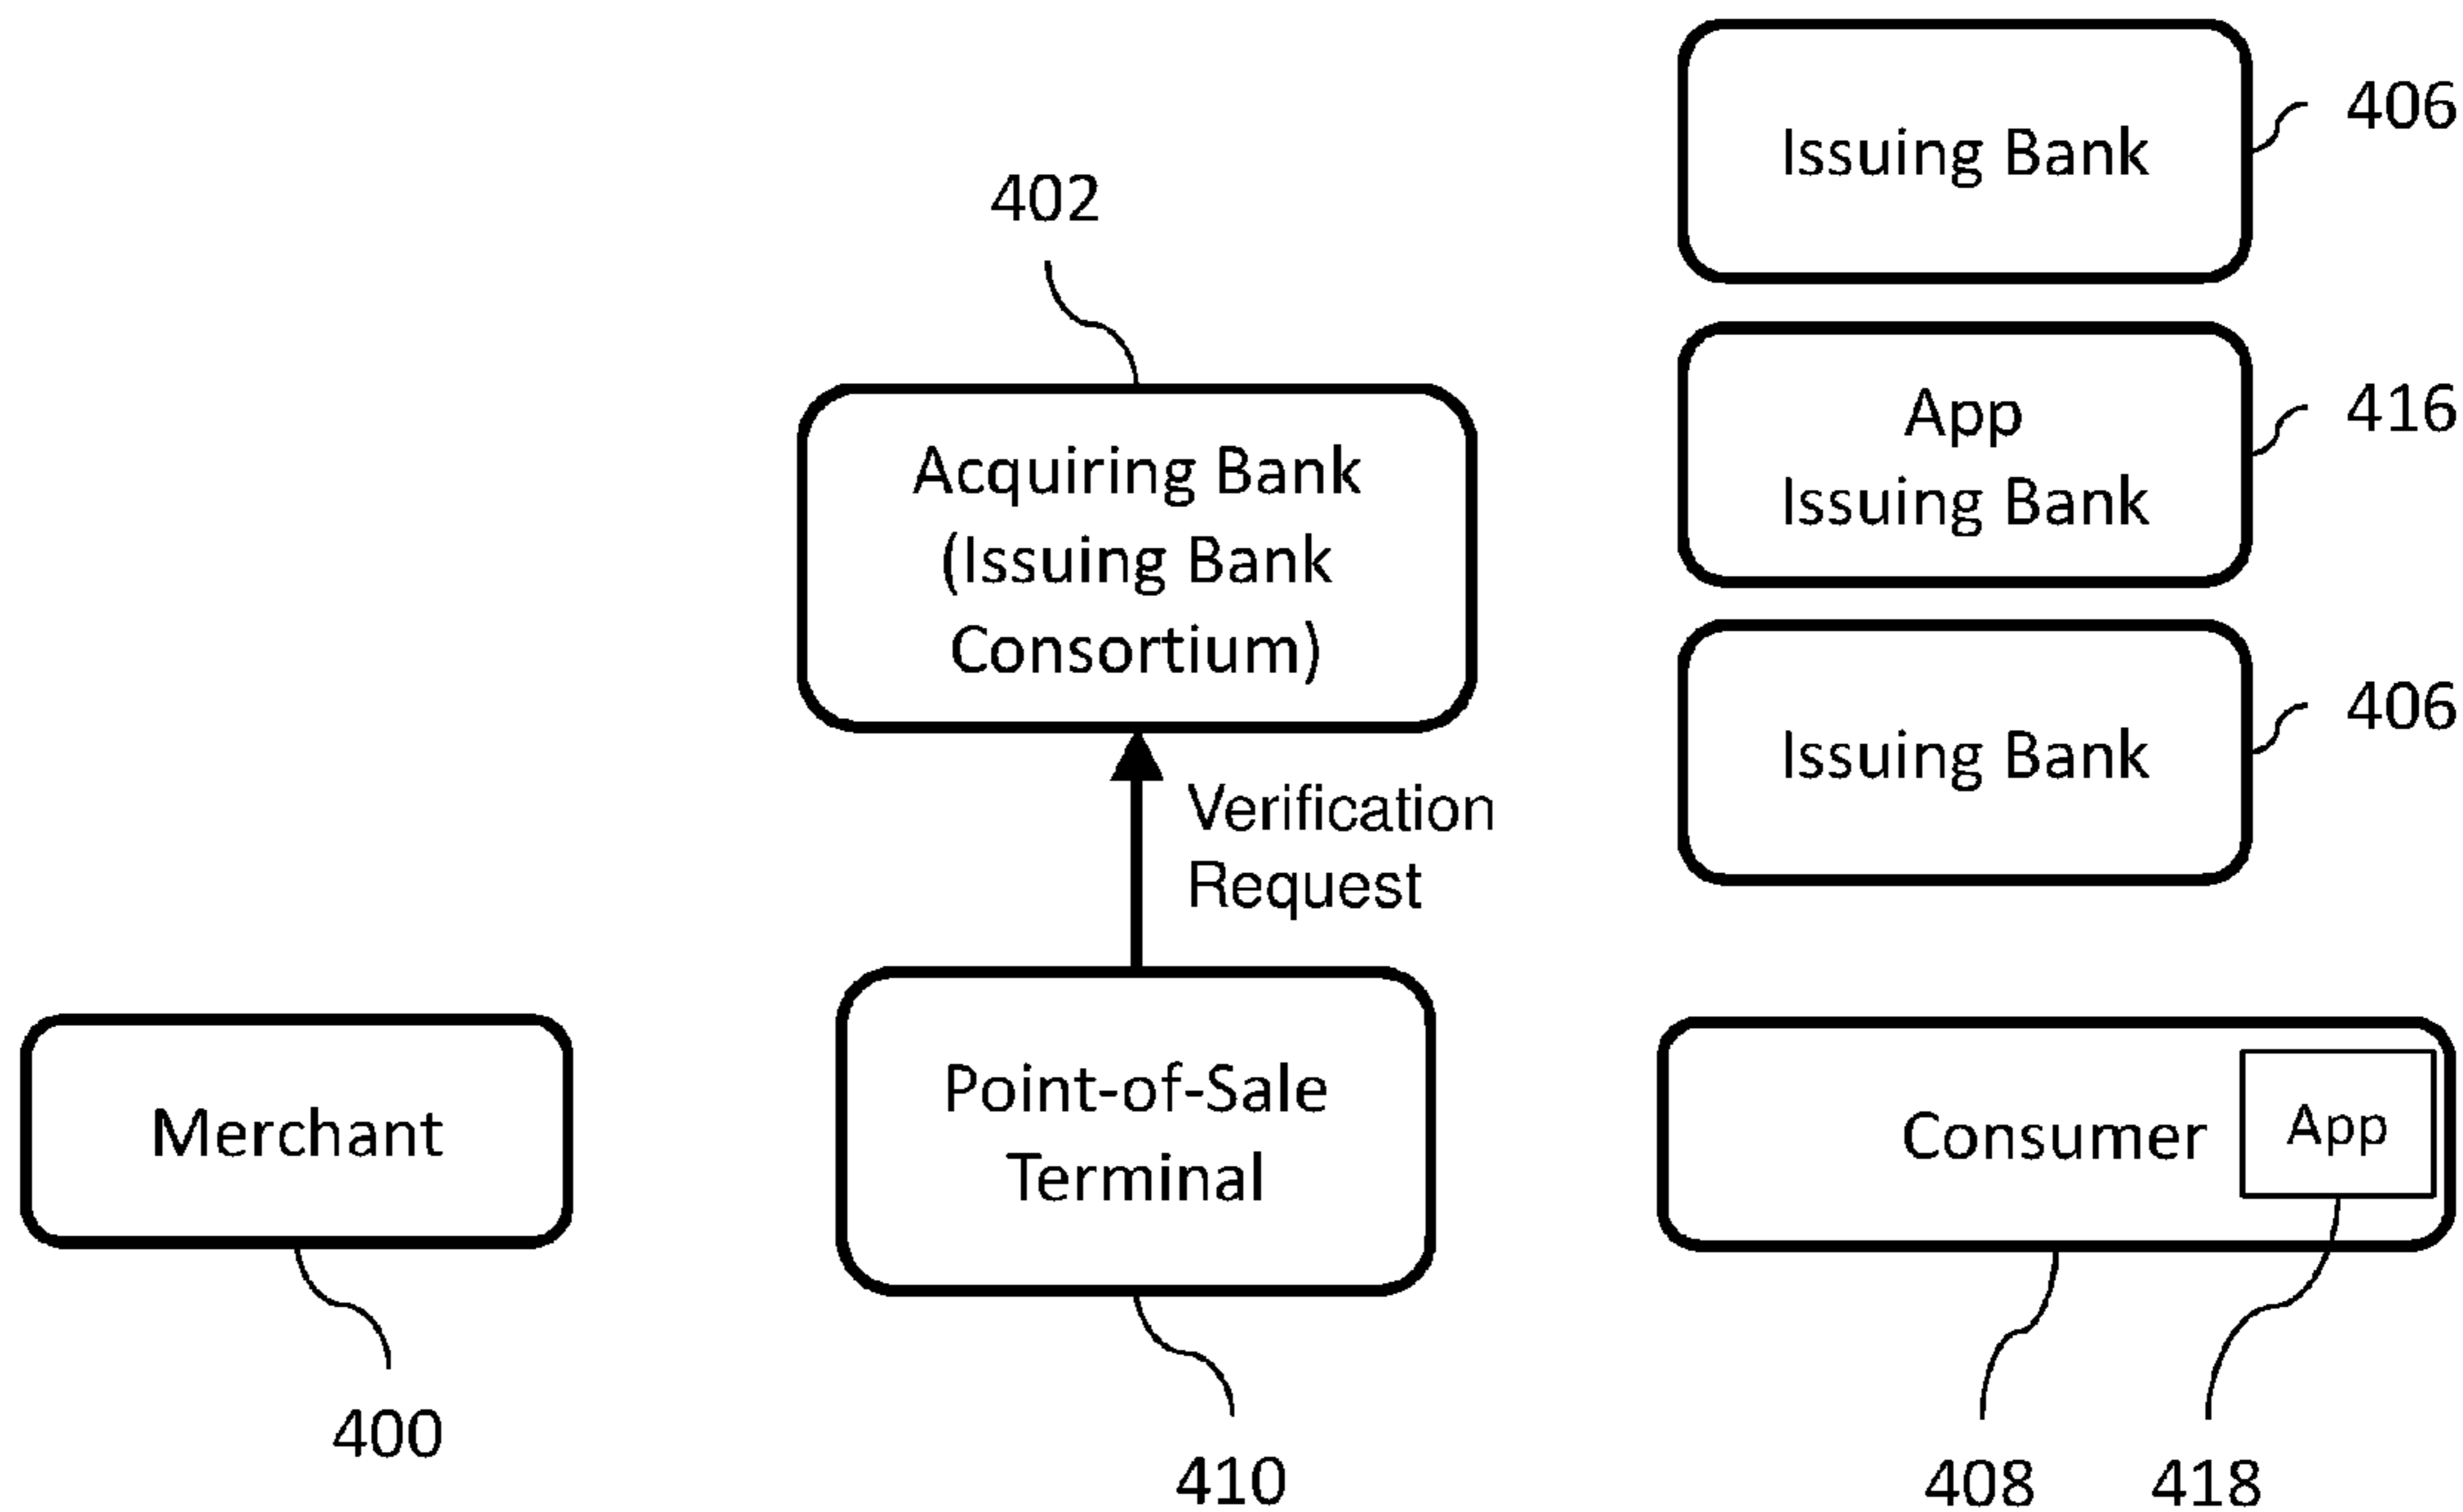 Issuing Bank
406
402
App
Issuing Bank
416
Acquiring Bank
(Issuing Bank
Consortium)
Issuing Bank
406
Verification
Request
Merchant
Point-of-Sale
Terminal
Consumer
App
400
410
408
418